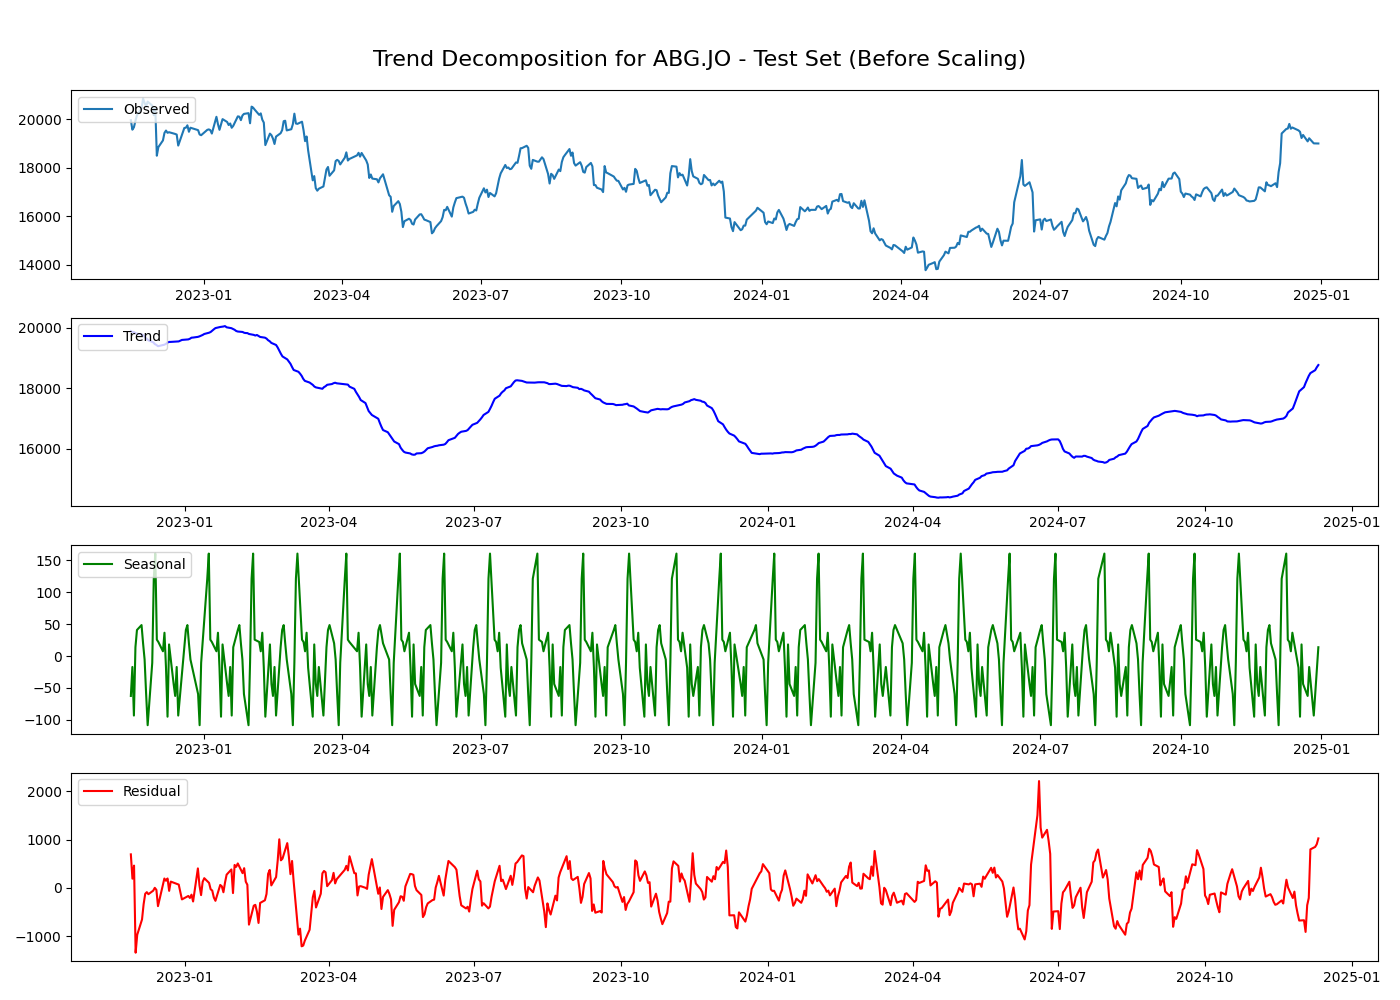 Trend Decomposition for ABG.JO - Test Set (Before Scaling)
Observed
20000
18000
16000
14000
2023-01 2023-04 2023-07 2023-10 2024-01 2024-04 2024-07 2024-10 2025-01
Trend
20000
18000
16000
2023-01 2023-04 2023-07 2023-10 2024-01 2024-04 2024-07 2024-10 2025-01
Seasonal
150
100
50
0
−50
−100
2023-01 2023-04 2023-07 2023-10 2024-01 2024-04 2024-07 2024-10 2025-01
Residual
2000
1000
0
−1000
2023-01 2023-04 2023-07 2023-10 2024-01 2024-04 2024-07 2024-10 2025-01